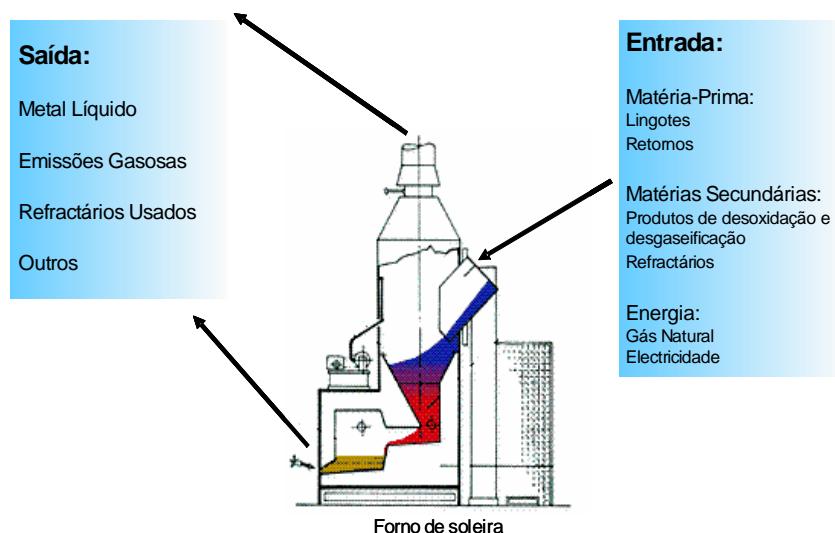 Saída:
Metal Líquido
Emissões Gasosas
Refractários Usados
Outros
Entrada:
Matéria-Prima:
Lingotes
Retornos
Matérias Secundárias:
Produtos de desoxidação e
desgaseificação
Refractários
Energia:
Gás Natural
Electricidade
Forno de soleira